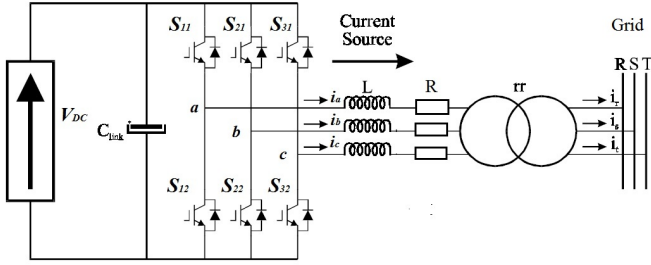 S11 S21 S31
Current
Source
Grid
R S T
L R rr
ia ir
a
VDC
Clink
b ib is
c ic it
S12 S22 S32